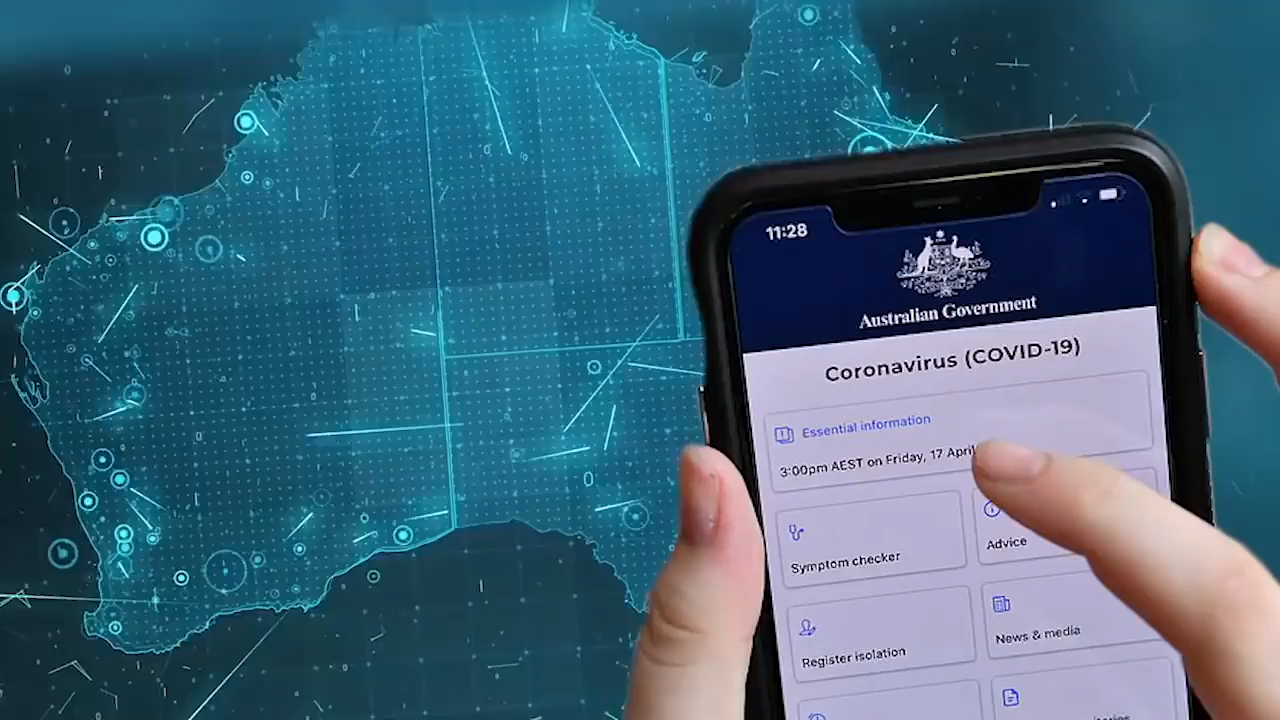 11:28
Australian Government
Coronavirus (COVID-19)
Essential information
3:00pm AEST on Friday, 17 April
Symptom checker
Advice
Register isolation
News & media